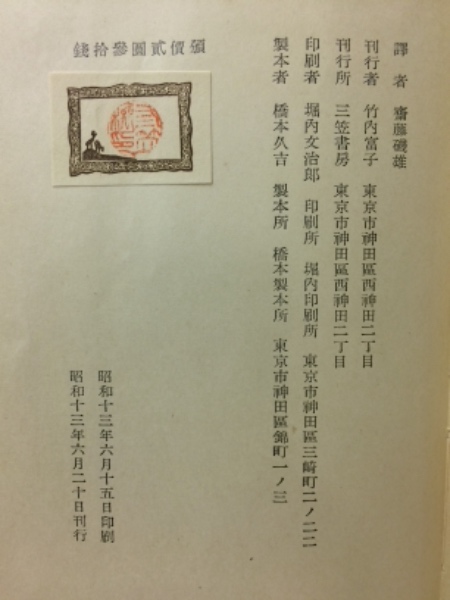 譯者 齋藤磯雄
刊行者 竹內富子 東京市神田區西神田二丁目
刊行所 三笠書房 東京市神田區西神田二丁目
印刷者 堀內文治郎 印刷所 堀內印刷所 東京市神田區三崎町二ノ二二
製本者 橋本久吉 製本所 橋本製本所 東京市神田區錦町一ノ三
頒價貳圓參拾錢
昭和十三年六月十五日印刷
昭和十三年六月二十日刊行